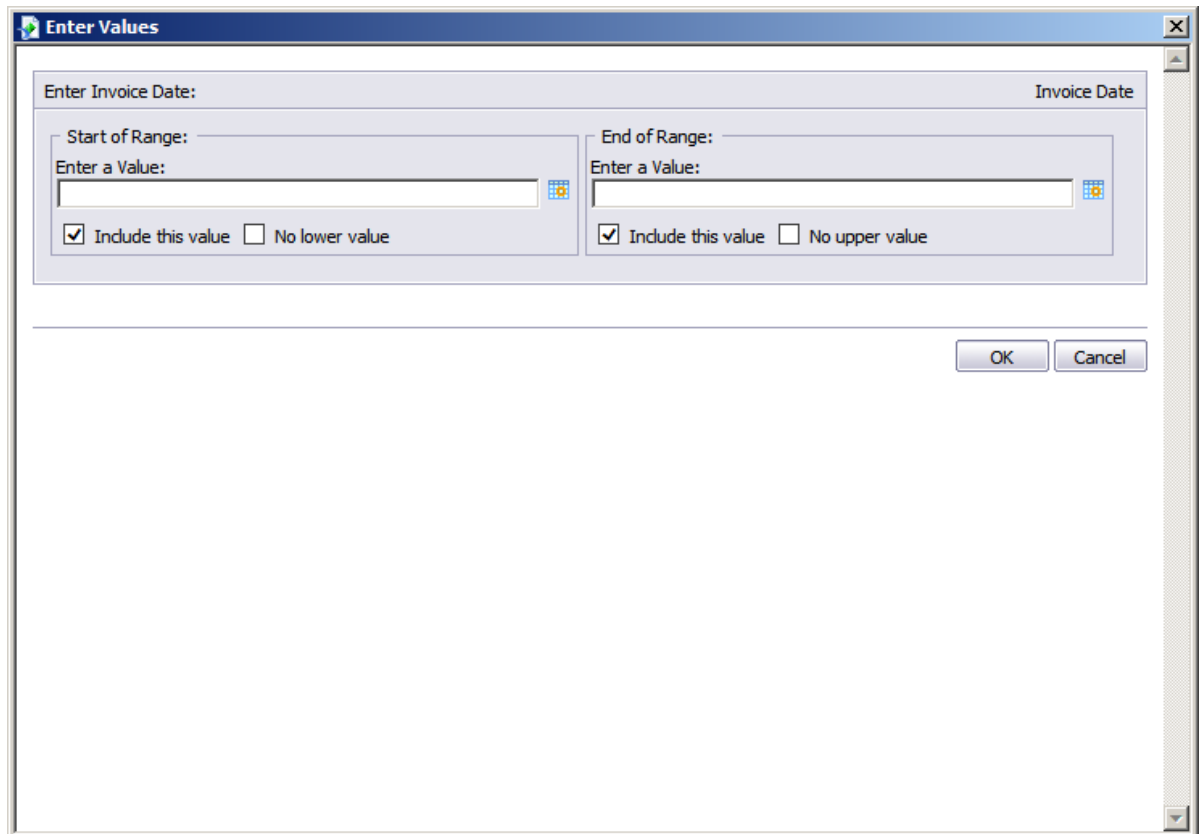 Enter Values
Enter Invoice Date: Invoice Date
Start of Range: End of Range:
Enter a Value: Enter a Value:
Include this value No lower value Include this value No upper value
OK Cancel